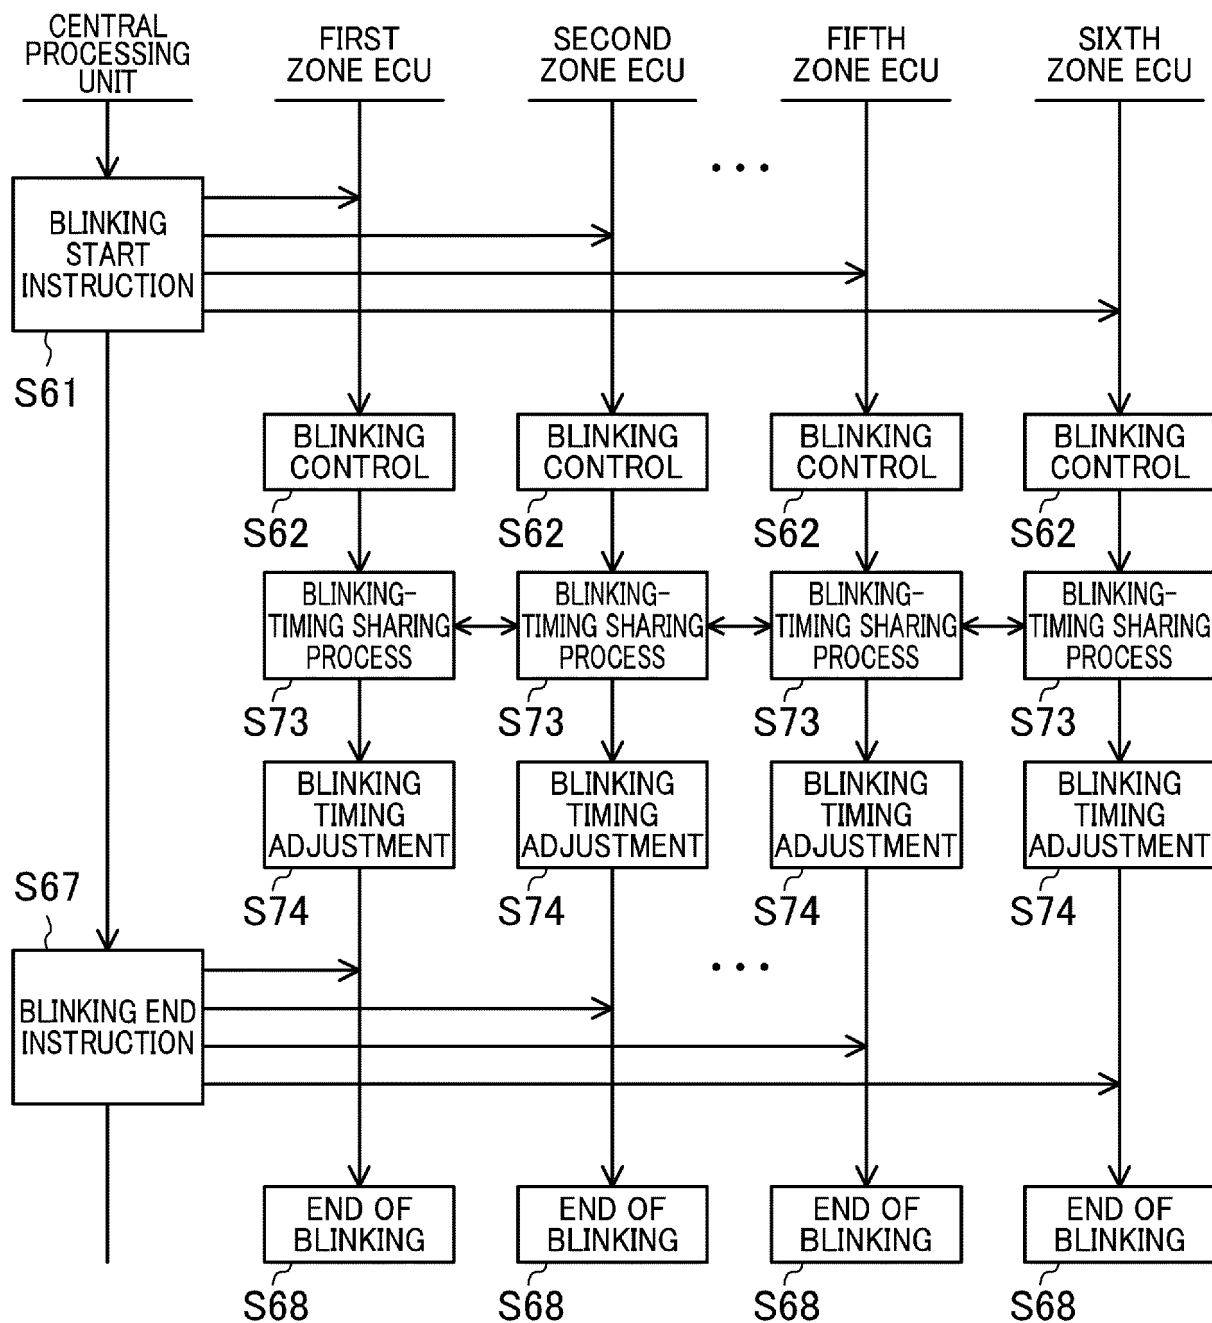 CENTRAL
PROCESSING
UNIT
FIRST
ZONE ECU
SECOND
ZONE ECU
FIFTH
ZONE ECU
SIXTH
ZONE ECU
BLINKING
START
INSTRUCTION
S61
BLINKING
CONTROL
S62
BLINKING
CONTROL
S62
BLINKING
CONTROL
S62
BLINKING
CONTROL
S62
BLINKING-
TIMING SHARING
PROCESS
S73
BLINKING-
TIMING SHARING
PROCESS
S73
BLINKING-
TIMING SHARING
PROCESS
S73
BLINKING-
TIMING SHARING
PROCESS
S73
BLINKING
TIMING
ADJUSTMENT
S74
BLINKING
TIMING
ADJUSTMENT
S74
BLINKING
TIMING
ADJUSTMENT
S74
BLINKING
TIMING
ADJUSTMENT
S74
S67
BLINKING END
INSTRUCTION
END OF
BLINKING
S68
END OF
BLINKING
S68
END OF
BLINKING
S68
END OF
BLINKING
S68